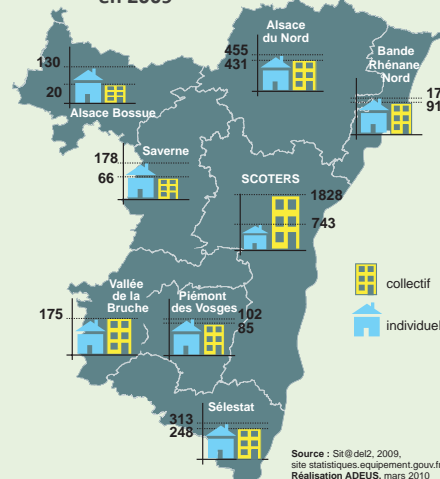 en 2009
Alsace
du Nord
455
431
Bande
Rhénane
Nord
91
130
20
Alsace Bossue
Saverne
178
66
SCOTERS
1828
743
collectif
individuel
Vallée
de la
Bruche
175
Piémont
des Vosges
102
85
Sélestat
313
248
Source : Sit@del2, 2009,
site statistiques.equipement.gouv.fr
Réalisation ADEUS, mars 2010